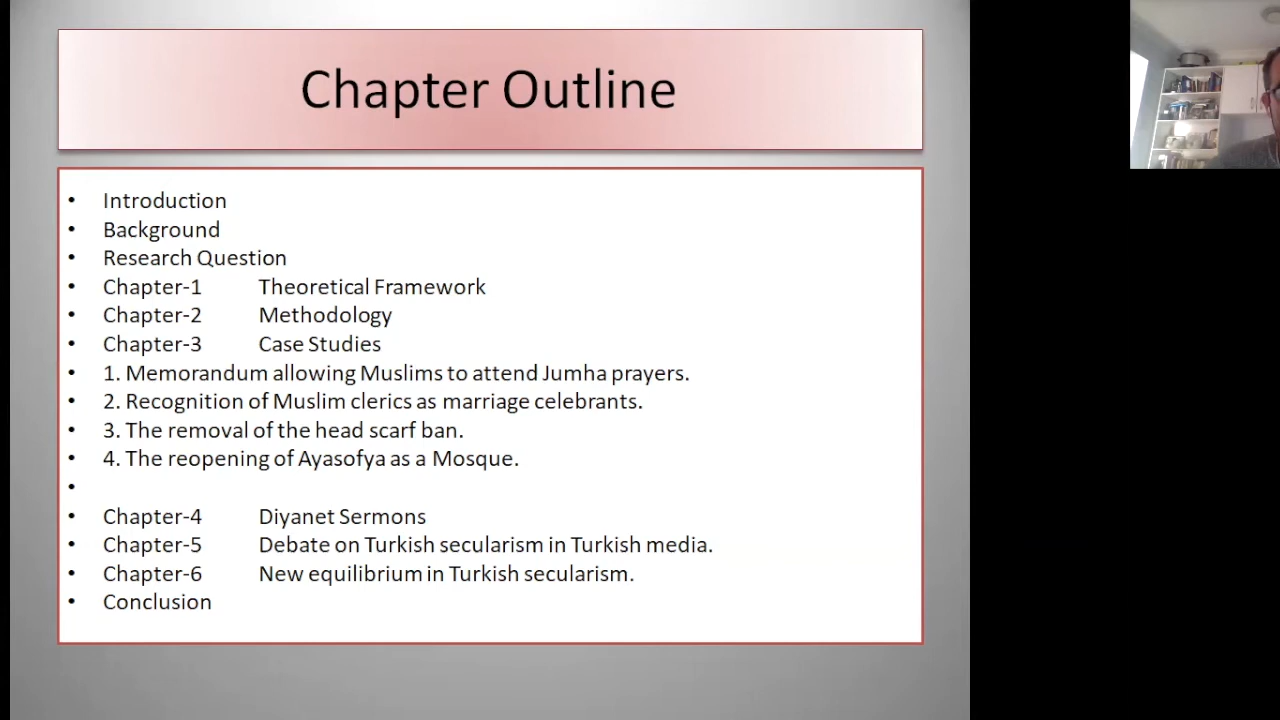 Chapter Outline
• Introduction
• Background
• Research Question
• Chapter-1 Theoretical Framework
• Chapter-2 Methodology
• Chapter-3 Case Studies
• 1. Memorandum allowing Muslims to attend Jumha prayers.
• 2. Recognition of Muslim clerics as marriage celebrants.
• 3. The removal of the head scarf ban.
• 4. The reopening of Ayasofya as a Mosque.
•
• Chapter-4 Diyanet Sermons
• Chapter-5 Debate on Turkish secularism in Turkish media.
• Chapter-6 New equilibrium in Turkish secularism.
• Conclusion